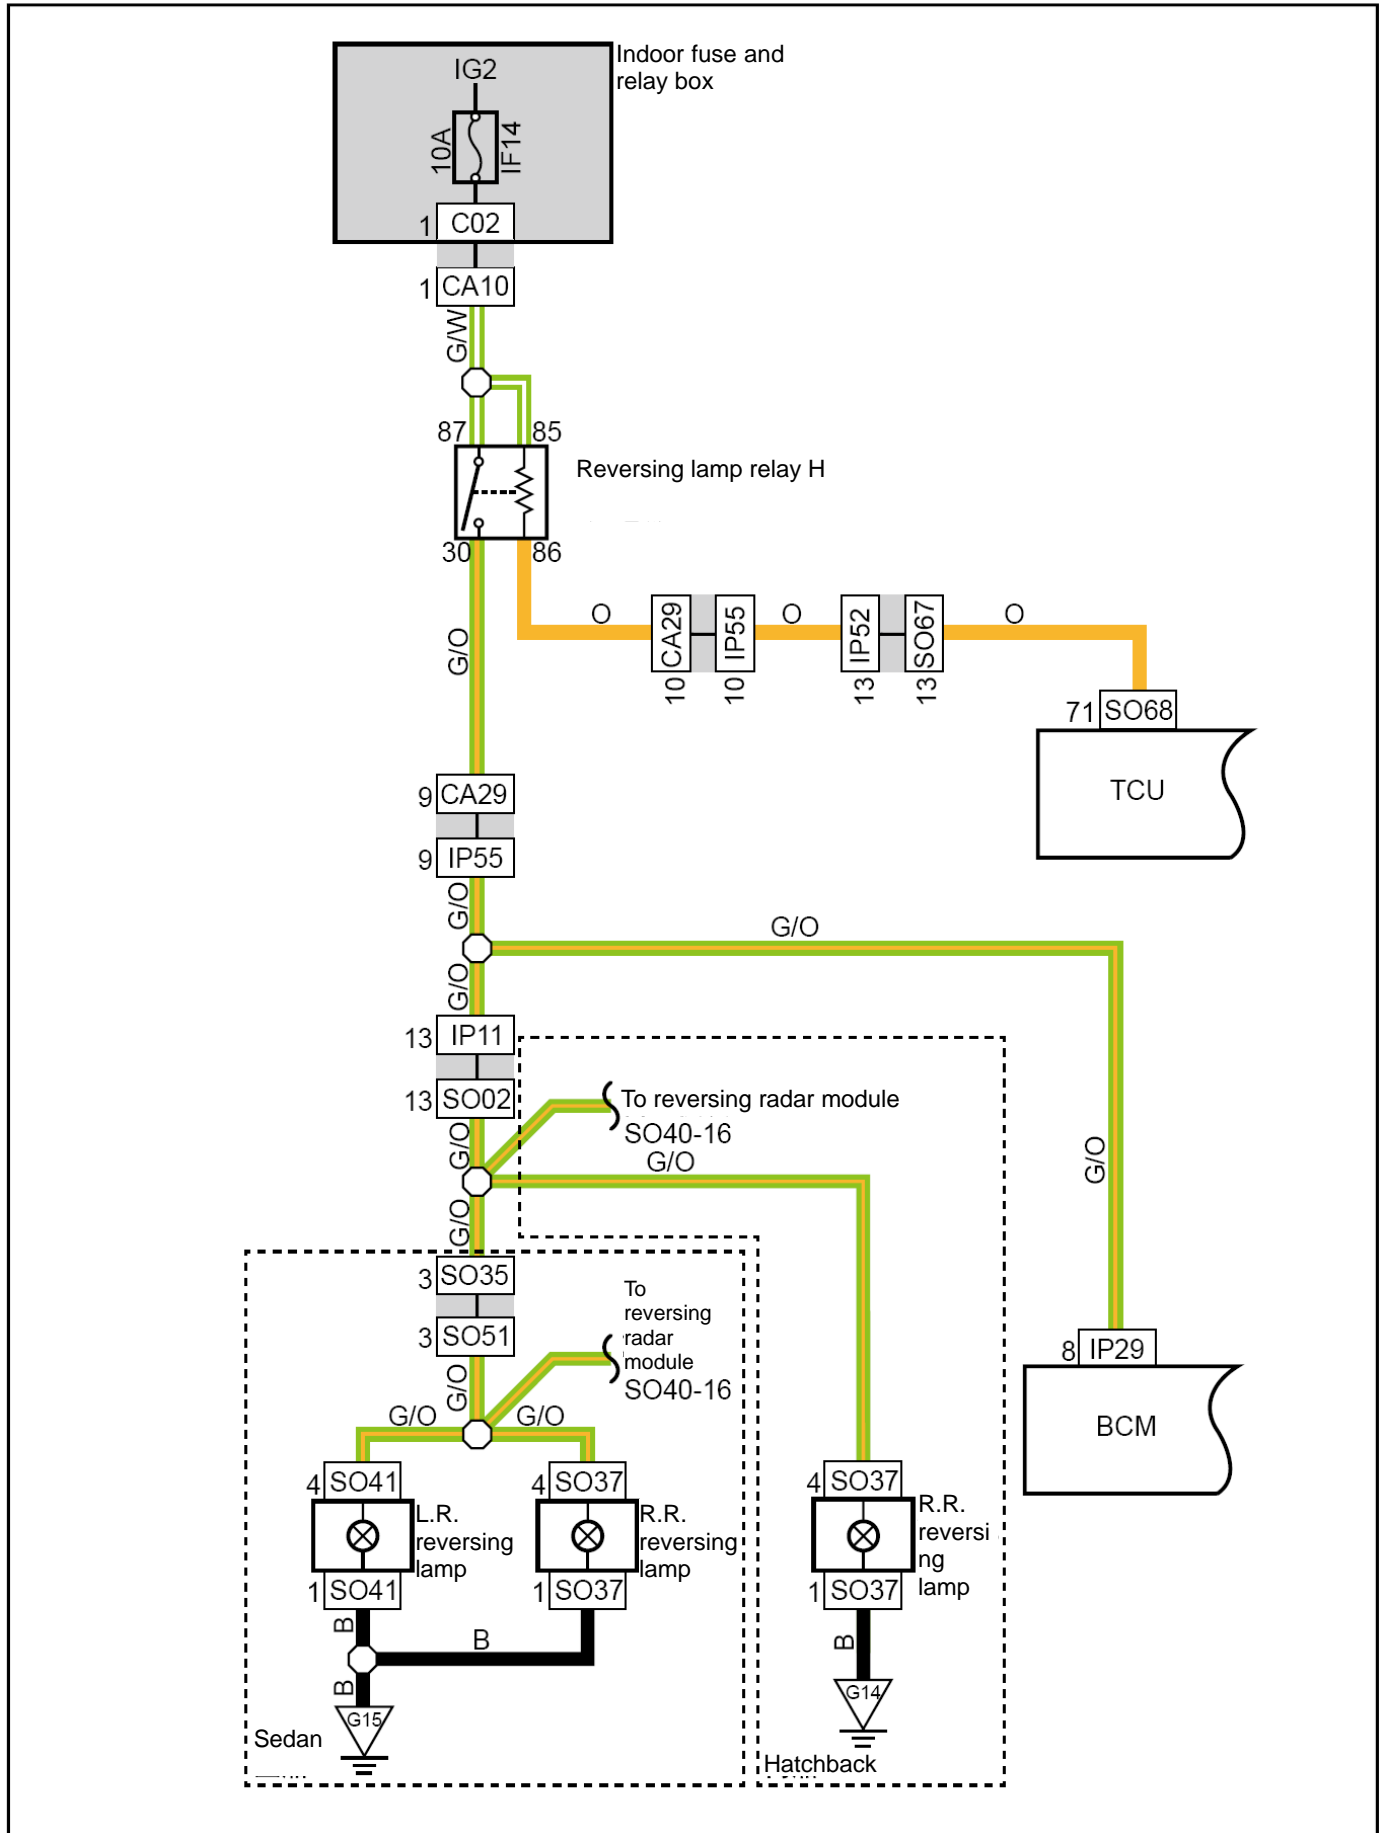 Indoor fuse and
relay box
IG2
10A
IF14
1 C02
1 CA10
G/W
87 85
Reversing lamp relay H
30 86
G/O
O O O
CA29 IP55 IP52 SO67
10 10 13 13
71 SO68
TCU
9 CA29
9 IP55
G/O
G/O
G/O
13 IP11
13 SO02
To reversing radar module
SO40-16
G/O
G/O
G/O
G/O
3 SO35
3 SO51
To
reversing
radar
module
SO40-16
G/O
8 IP29
BCM
G/O G/O
4 SO41 4 SO37 4 SO37
L.R.
reversing
lamp
R.R.
reversing
lamp
R.R.
reversi
ng
lamp
1 SO41 1 SO37 1 SO37
B B B
B
G15 G14
Sedan
Hatchback